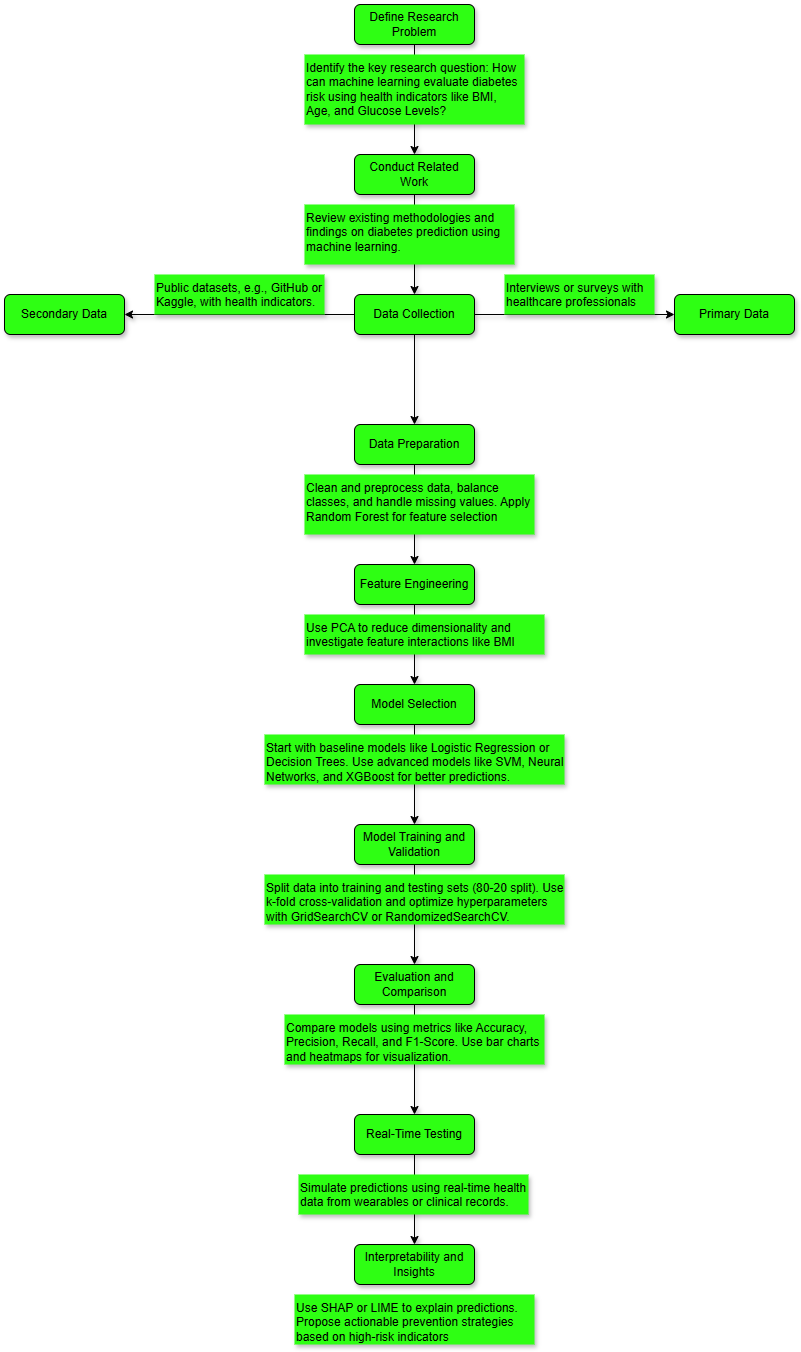 Define Research
Problem
Identify the key research question: How
can machine learning evaluate diabetes
risk using health indicators like BMI,
Age, and Glucose Levels?
Conduct Related
Work
Review existing methodologies and
findings on diabetes prediction using
machine learning.
Public datasets, e.g., GitHub or
Kaggle, with health indicators.
Interviews or surveys with
healthcare professionals
Secondary Data
Data Collection
Primary Data
Data Preparation
Clean and preprocess data, balance
classes, and handle missing values. Apply
Random Forest for feature selection
Feature Engineering
Use PCA to reduce dimensionality and
investigate feature interactions like BMI
Model Selection
Start with baseline models like Logistic Regression or
Decision Trees. Use advanced models like SVM, Neural
Networks, and XGBoost for better predictions.
Model Training and
Validation
Split data into training and testing sets (80-20 split). Use
k-fold cross-validation and optimize hyperparameters
with GridSearchCV or RandomizedSearchCV.
Evaluation and
Comparison
Compare models using metrics like Accuracy,
Precision, Recall, and F1-Score. Use bar charts
and heatmaps for visualization.
Real-Time Testing
Simulate predictions using real-time health
data from wearables or clinical records.
Interpretability and
Insights
Use SHAP or LIME to explain predictions.
Propose actionable prevention strategies
based on high-risk indicators